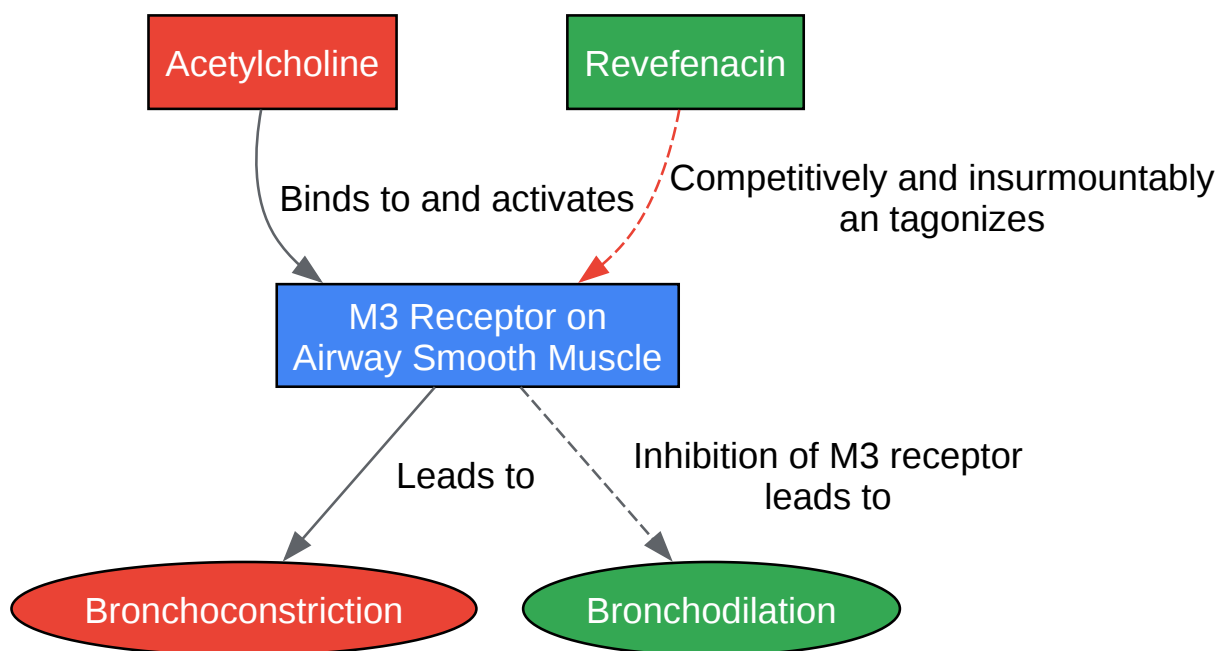 Acetylcholine
Revefenacin
Binds to and activates
Competitively and insurmountably
an tagonizes
M3 Receptor on
Airway Smooth Muscle
Leads to
Inhibition of M3 receptor
leads to
Bronchoconstriction
Bronchodilation